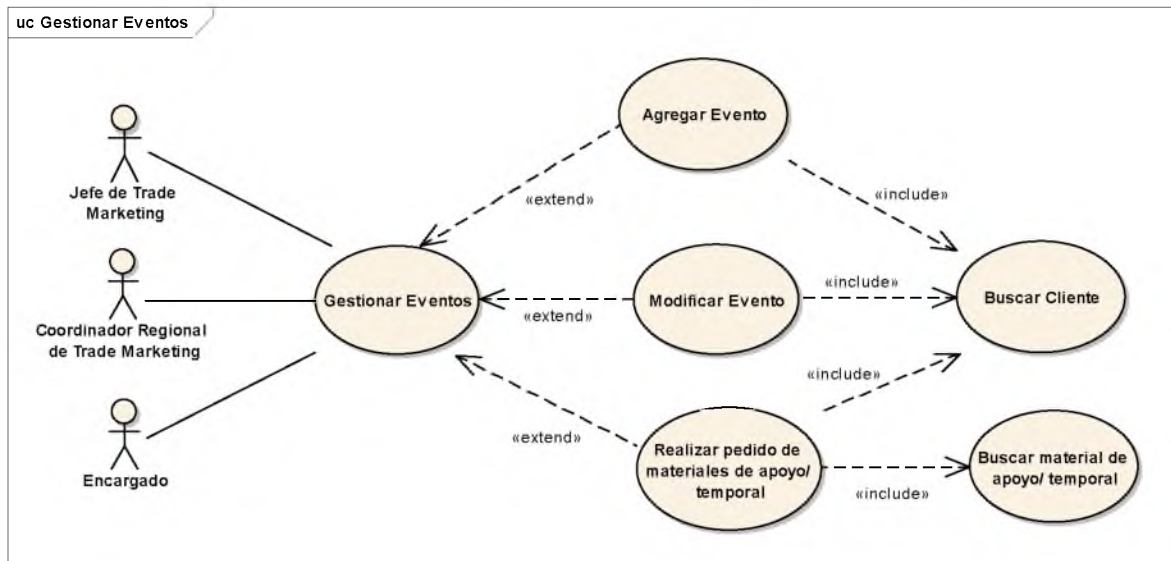 uc Gestionar Eventos
Agregar Evento
Jefe de Trade
Marketing
«extend»
«include»
Gestionar Eventos
Modificar Evento
Buscar Cliente
«include»
«extend»
Coordinador Regional
de Trade Marketing
«include»
«extend»
Realizar pedido de
materiales de apoyo/
temporal
Buscar material de
apoyo/ temporal
Encargado
«include»